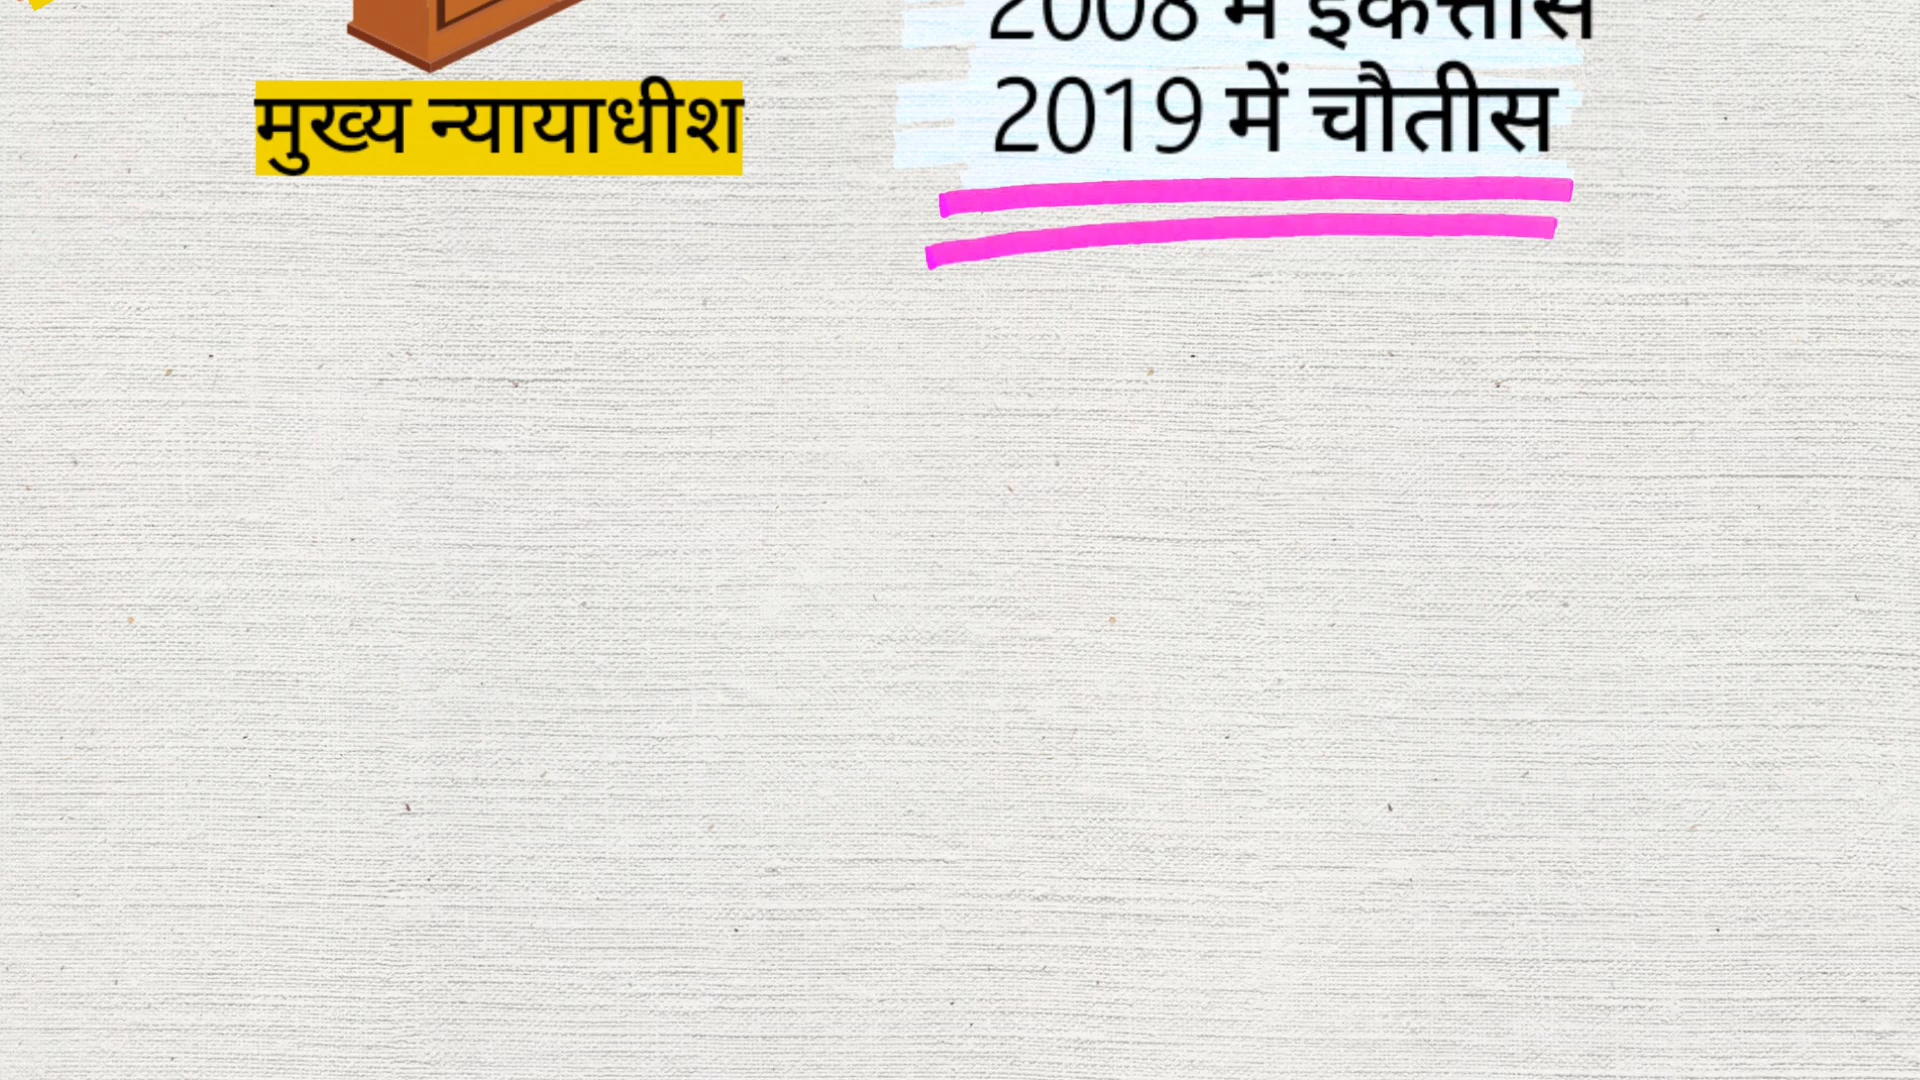 मुख्य न्यायाधीश
2008 में इकत्तीस
2019 में चौतीस